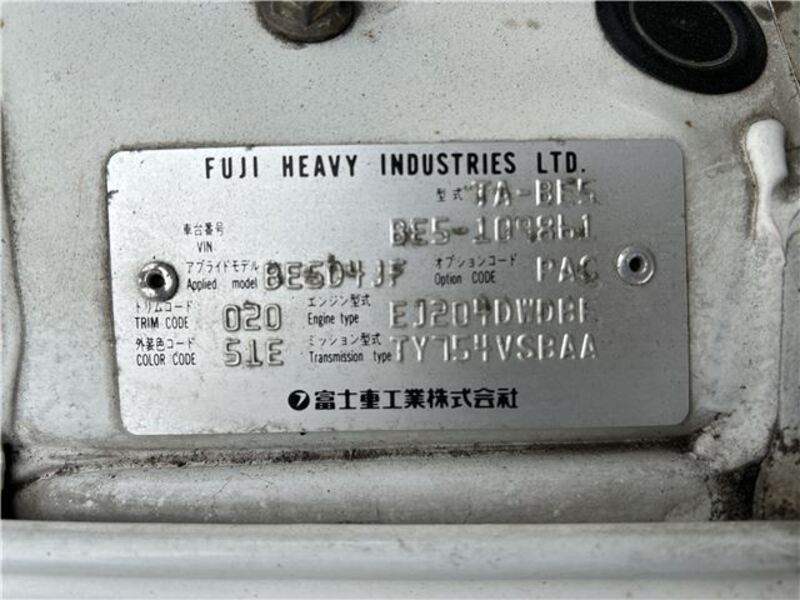 FUJI HEAVY INDUSTRIES LTD.
型式 TA-BE5
車台番号 VIN BE5-109861
アプライドモデル Applied model BE5D4JF オプションコード Option CODE PAC
トリムコード TRIM CODE 020 エンジン型式 Engine type EJ204DWDBE
外装色コード COLOR CODE 51E ミッション型式 Transmission type TY754VSBAA
富士重工業株式会社